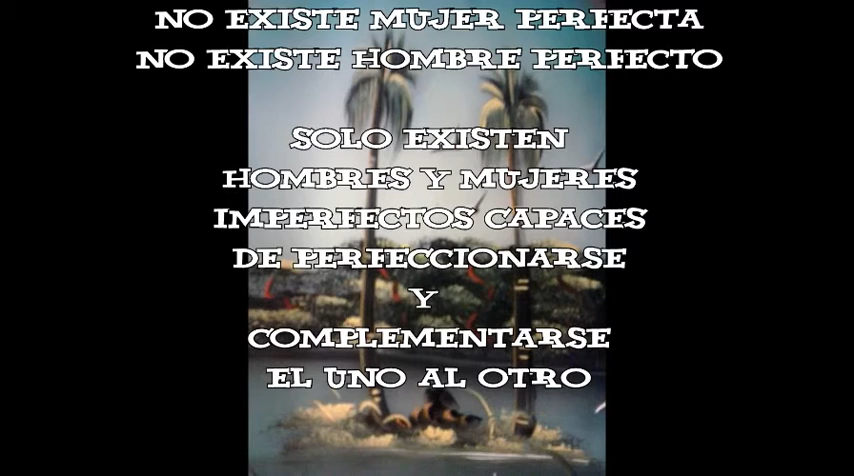 NO EXISTE MUJER PERFECTA
NO EXISTE HOMBRE PERFECTO
SOLO EXISTEN
HOMBRES Y MUJERES
IMPERFECTOS CAPACES
DE PERFECCIONARSE
Y
COMPLEMENTARSE
EL UNO AL OTRO